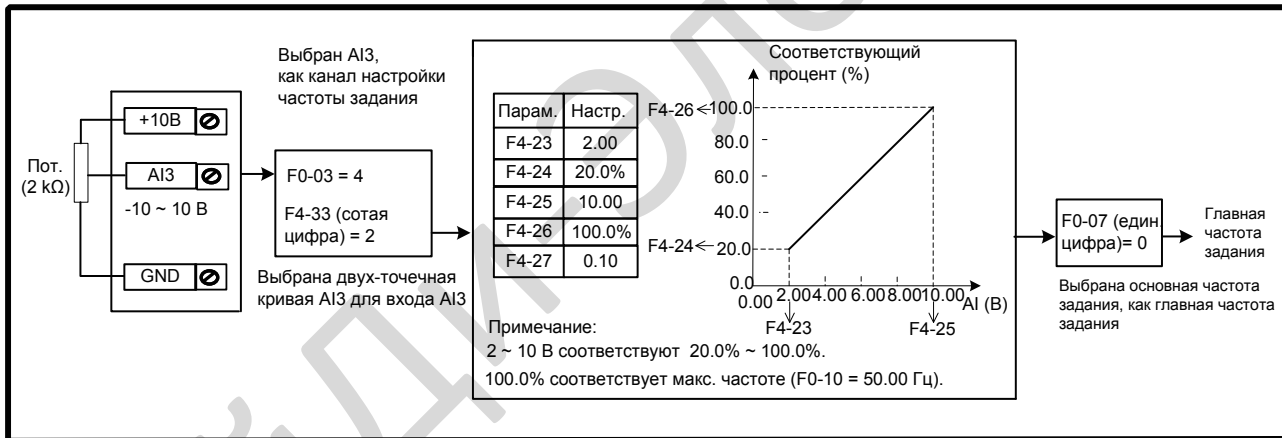 Выбран AI3,
как канал настройки
частоты задания
+10В
AI3
-10 ~ 10 В
GND
Пот.
(2 kΩ)
F0-03 = 4
F4-33 (сотая
цифра) = 2
Выбрана двух-точечная
кривая AI3 для входа AI3
Парам. Настр.
F4-23 2.00
F4-24 20.0%
F4-25 10.00
F4-26 100.0%
F4-27 0.10
Соответствующий
процент (%)
F4-26 100.0
80.0
60.0
40.0
F4-24 20.0
0.0
0.00 2.00 4.00 6.00 8.00 10.00
AI (В)
F4-23 F4-25
Примечание:
2 ~ 10 В соответствуют 20.0% ~ 100.0%.
100.0% соответствует макс. частоте (F0-10 = 50.00 Гц).
F0-07 (един.
цифра)= 0
Главная
частота
задания
Выбрана основная частота
задания, как главная частота
задания